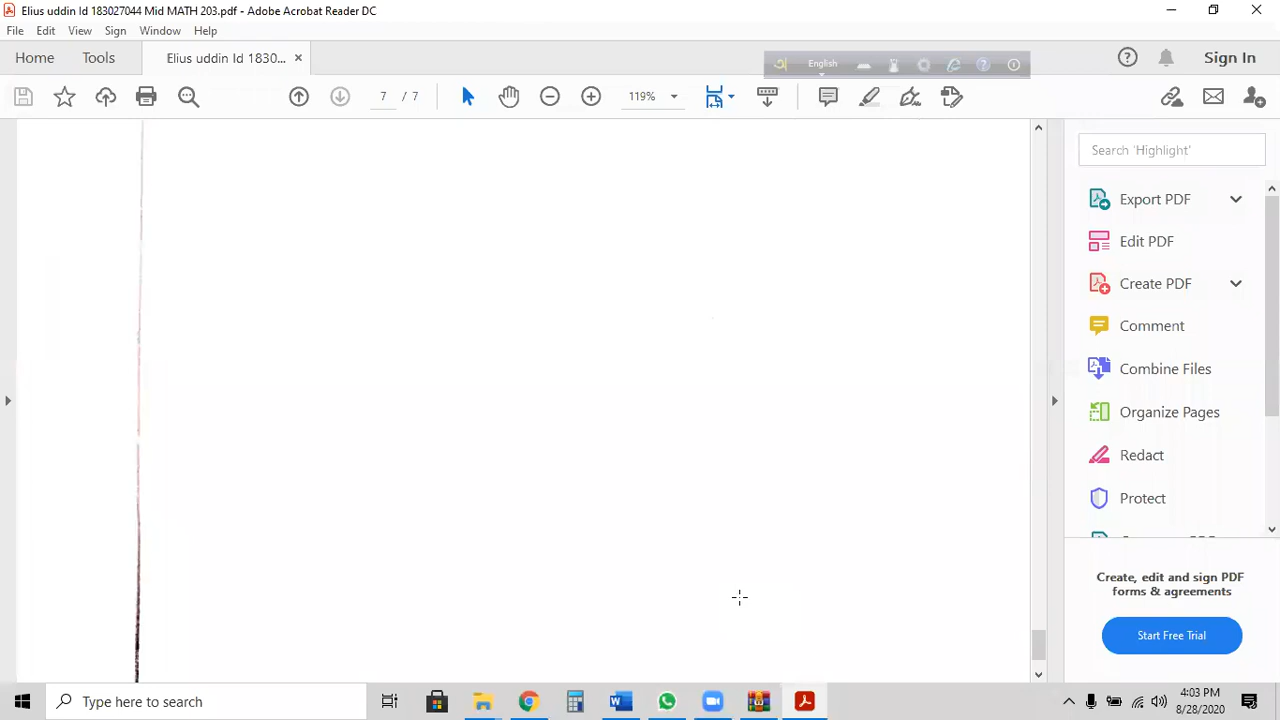 Elius uddin Id 183027044 Mid MATH 203.pdf - Adobe Acrobat Reader DC
File Edit View Sign Window Help
Home Tools Elius uddin Id 1830... × English Sign In
7 / 7 119%
Search 'Highlight'
Export PDF
Edit PDF
Create PDF
Comment
Combine Files
Organize Pages
Redact
Protect
Create, edit and sign PDF
forms & agreements
Start Free Trial
Type here to search
4:03 PM
8/28/2020